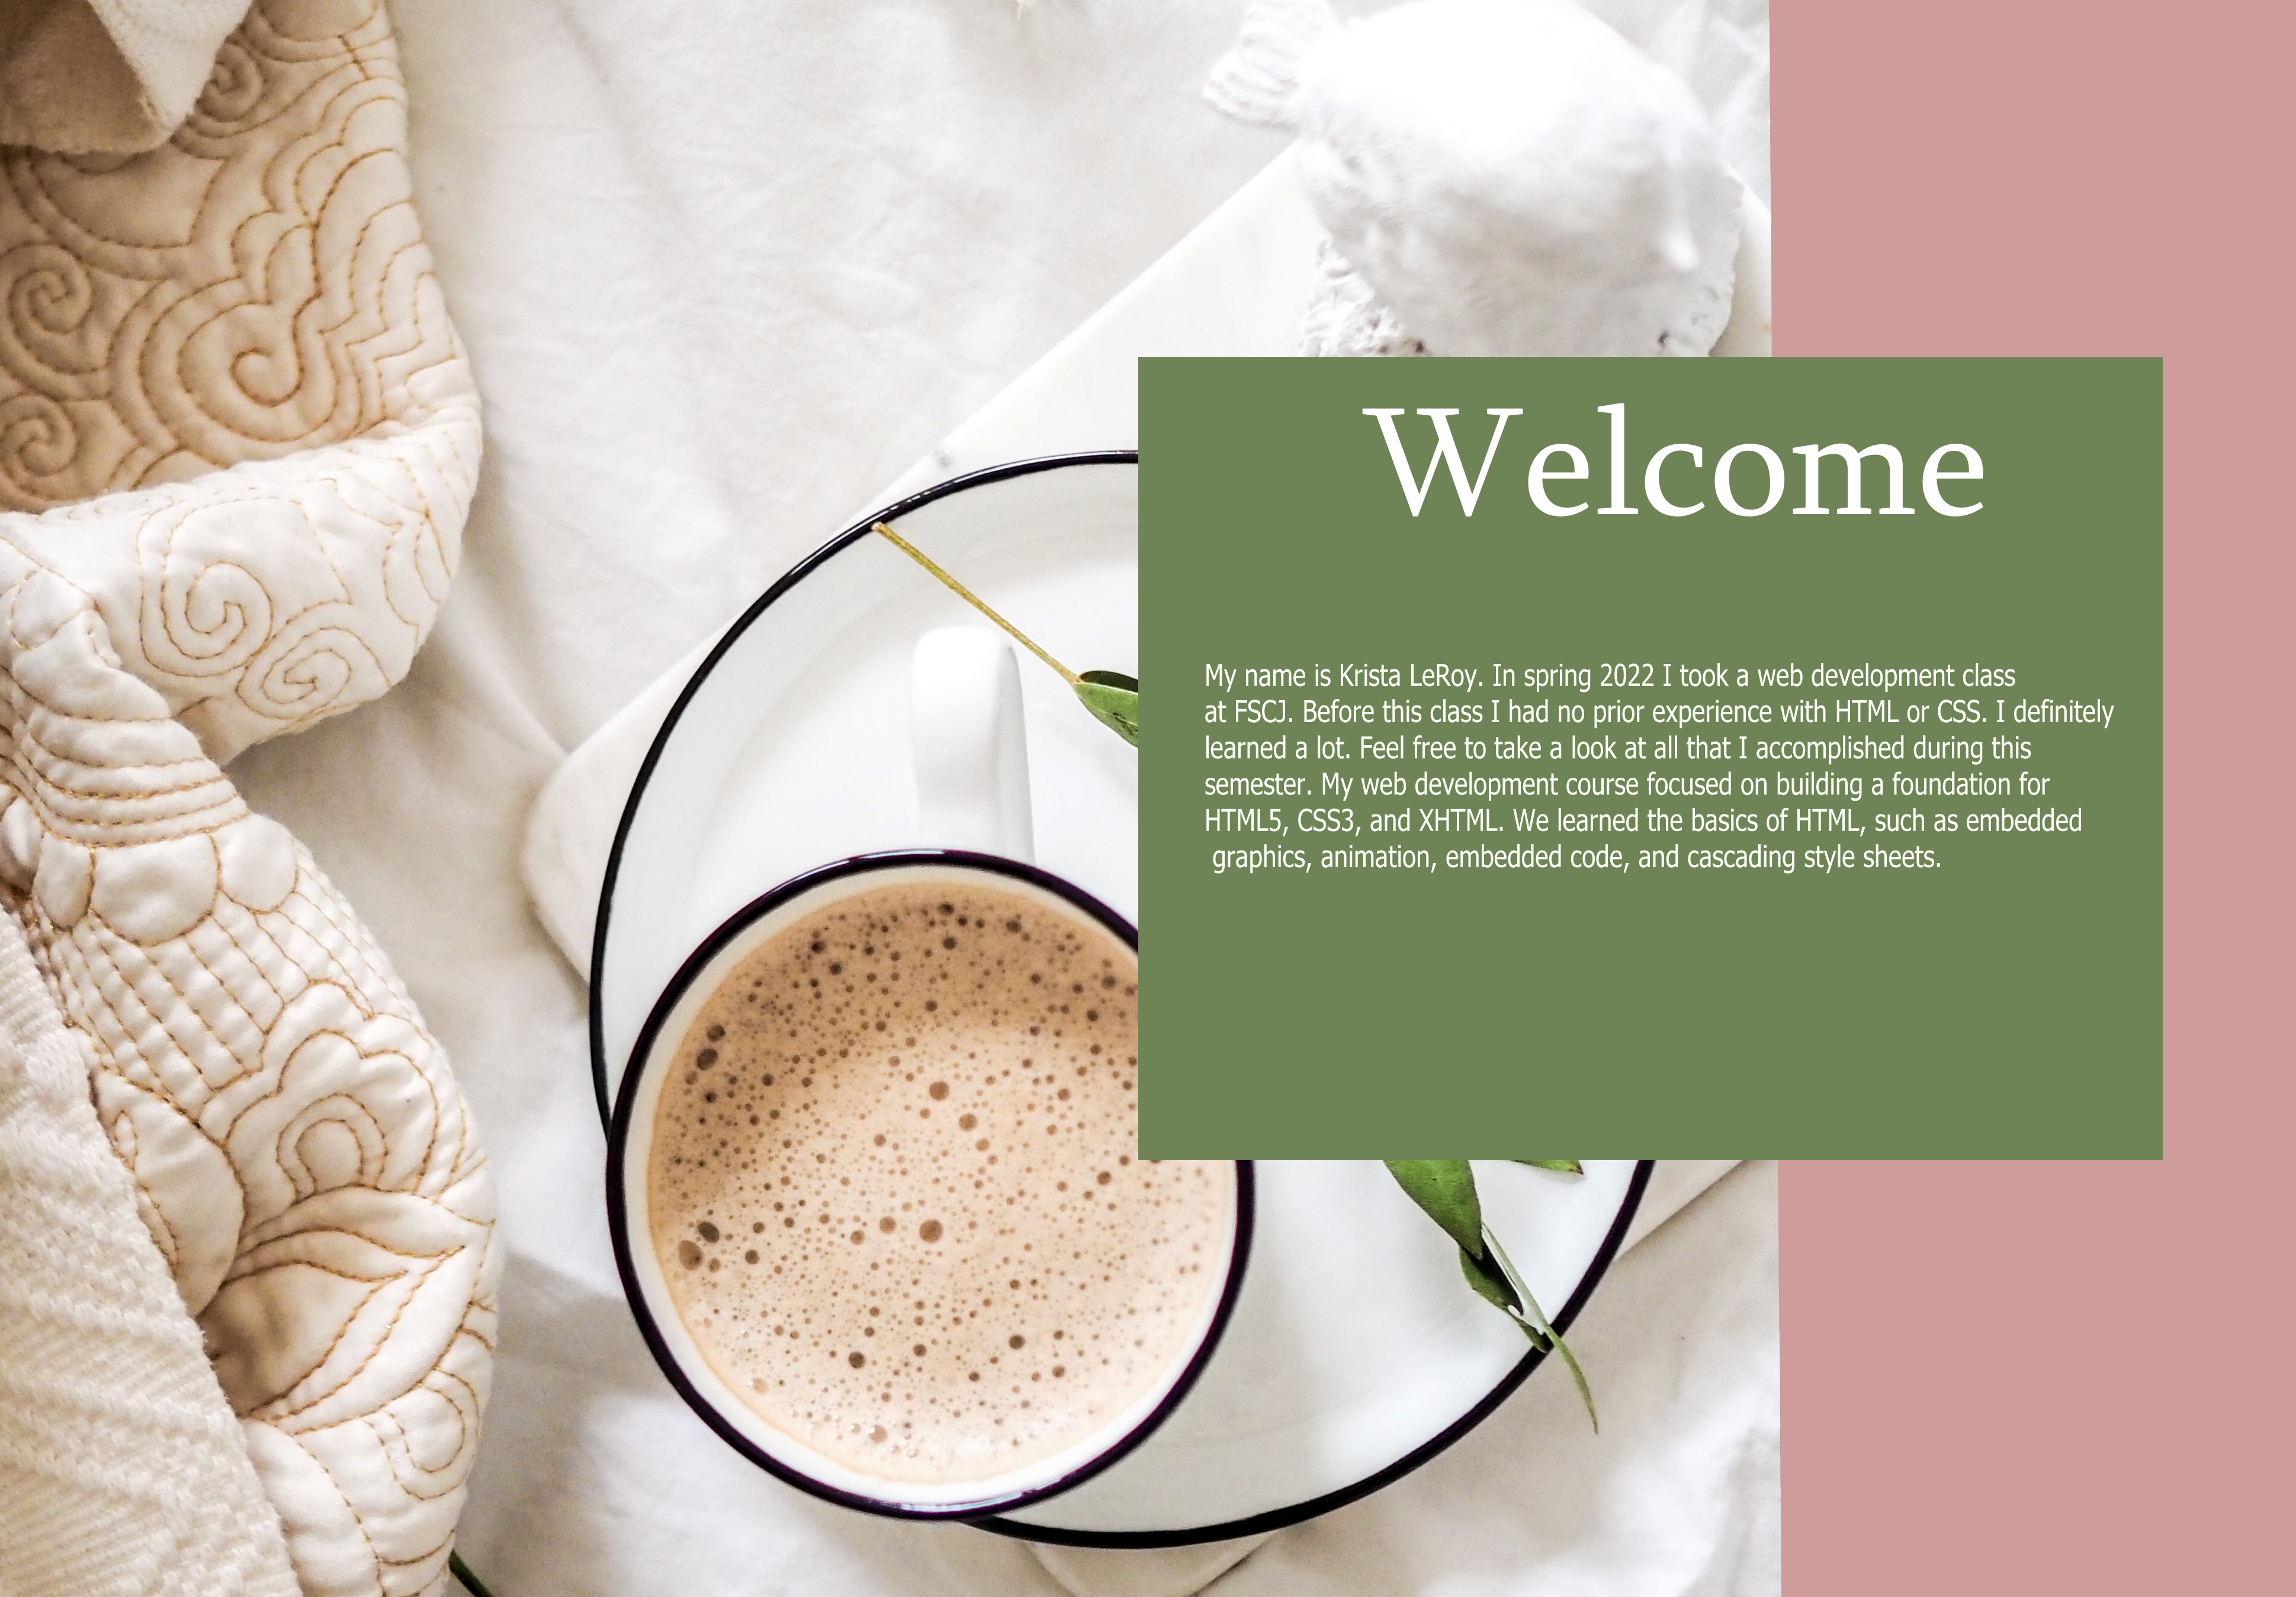 Welcome
My name is Krista LeRoy. In spring 2022 I took a web development class
at FSCJ. Before this class I had no prior experience with HTML or CSS. I definitely
learned a lot. Feel free to take a look at all that I accomplished during this
semester. My web development course focused on building a foundation for
HTML5, CSS3, and XHTML. We learned the basics of HTML, such as embedded
graphics, animation, embedded code, and cascading style sheets.